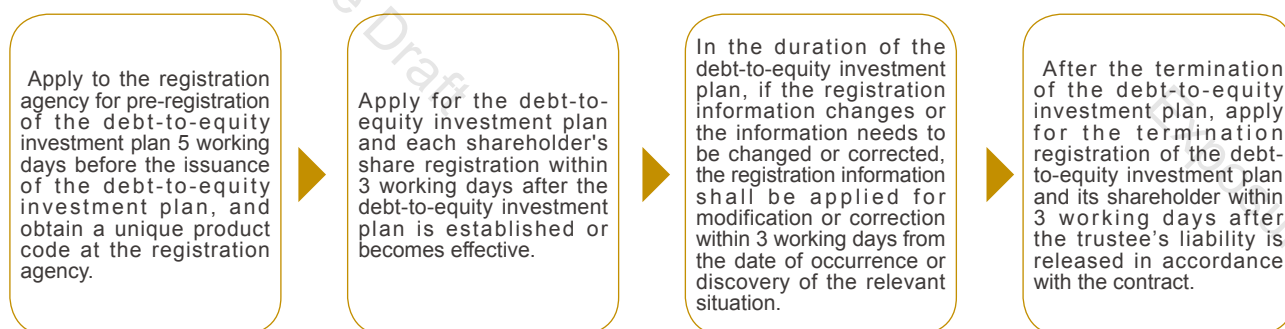 Apply to the registration
agency for pre-registration
of the debt-to-equity
investment plan 5 working
days before the issuance
of the debt-to-equity
investment plan, and
obtain a unique product
code at the registration
agency.
Apply for the debt-to-
equity investment plan
and each shareholder's
share registration within
3 working days after the
debt-to-equity investment
plan is established or
becomes effective.
In the duration of the
debt-to-equity investment
plan, if the registration
information changes or
the information needs to
be changed or corrected,
the registration information
shall be applied for
modification or correction
within 3 working days from
the date of occurrence or
discovery of the relevant
situation.
After the termination
of the debt-to-equity
investment plan, apply
for the termination
registration of the debt-
to-equity investment plan
and its shareholder within
3 working days after
the trustee’s liability is
released in accordance
with the contract.
Draft